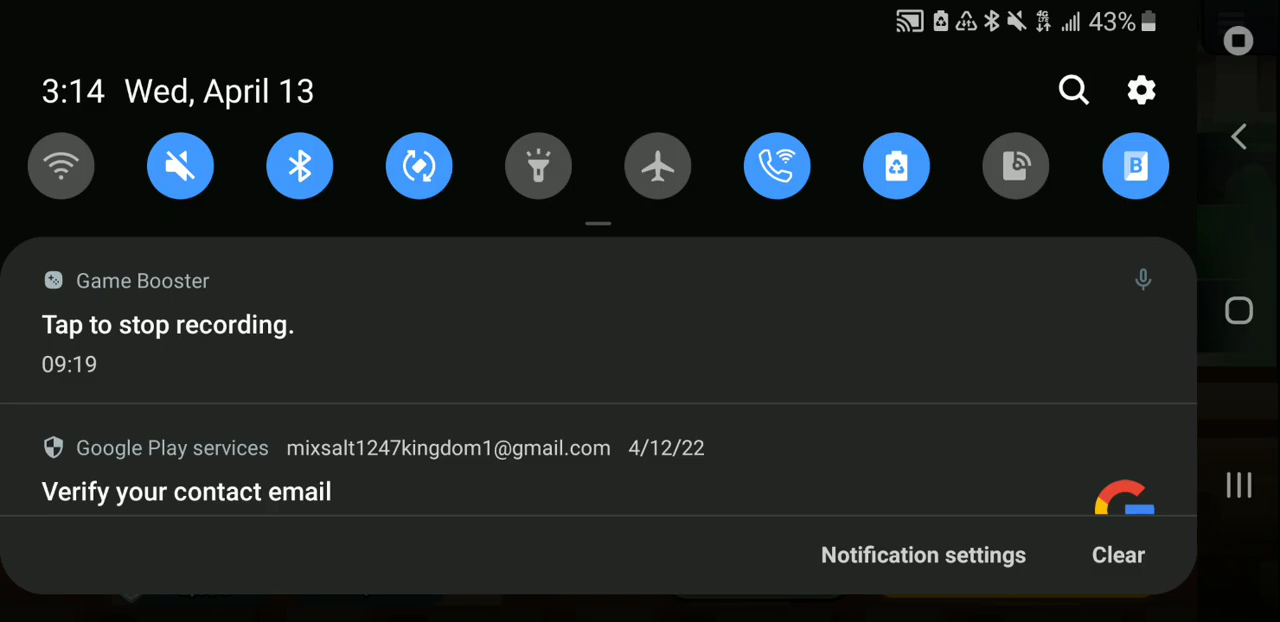 43%
3:14 Wed, April 13
B
Game Booster
Tap to stop recording.
09:19
Google Play services mixsalt1247kingdom1@gmail.com 4/12/22
Verify your contact email
Notification settings Clear